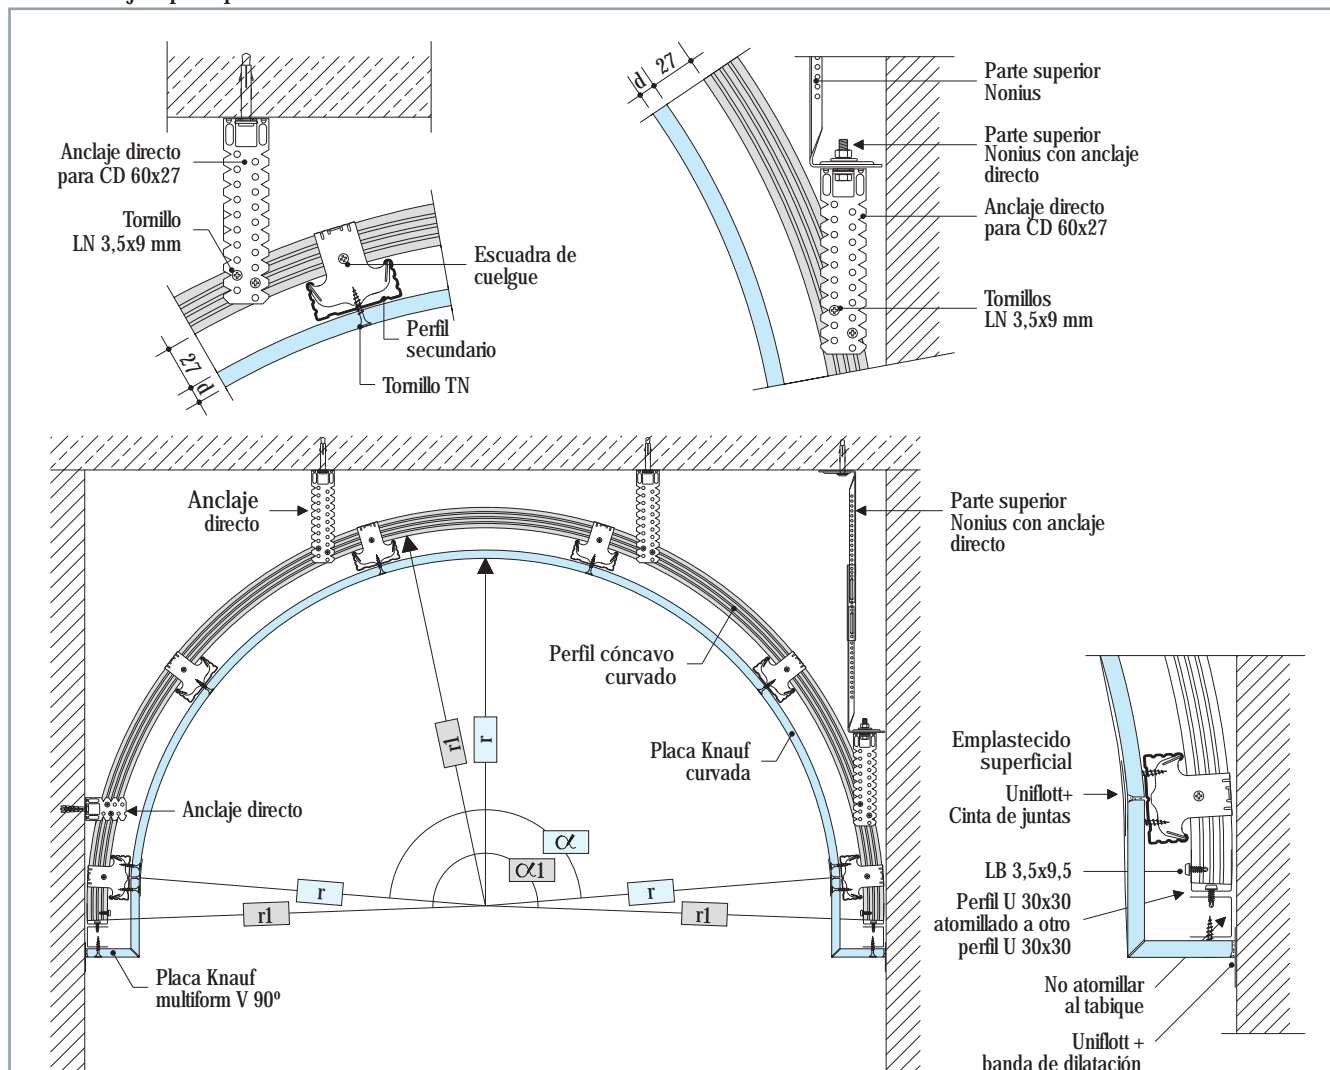 Anclaje directo
para CD 60x27
Tornillo
LN 3,5x9 mm
Escuadra de
cuelgue
Perfil
secundario
Tornillo TN
27
d
d
27
Parte superior
Nonius
Parte superior
Nonius con anclaje
directo
Anclaje directo
para CD 60x27
Tornillos
LN 3,5x9 mm
Anclaje
directo
Parte superior
Nonius con anclaje
directo
Perfil cóncavo
curvado
Placa Knauf
curvada
r1
r
Anclaje directo
α
α1
r
r
r1
r1
Placa Knauf
multiform V 90º
Emplastecido
superficial
Uniflott+
Cinta de juntas
LB 3,5x9,5
Perfil U 30x30
atornillado a otro
perfil U 30x30
No atornillar
al tabique
Uniflott +
banda de dilatación